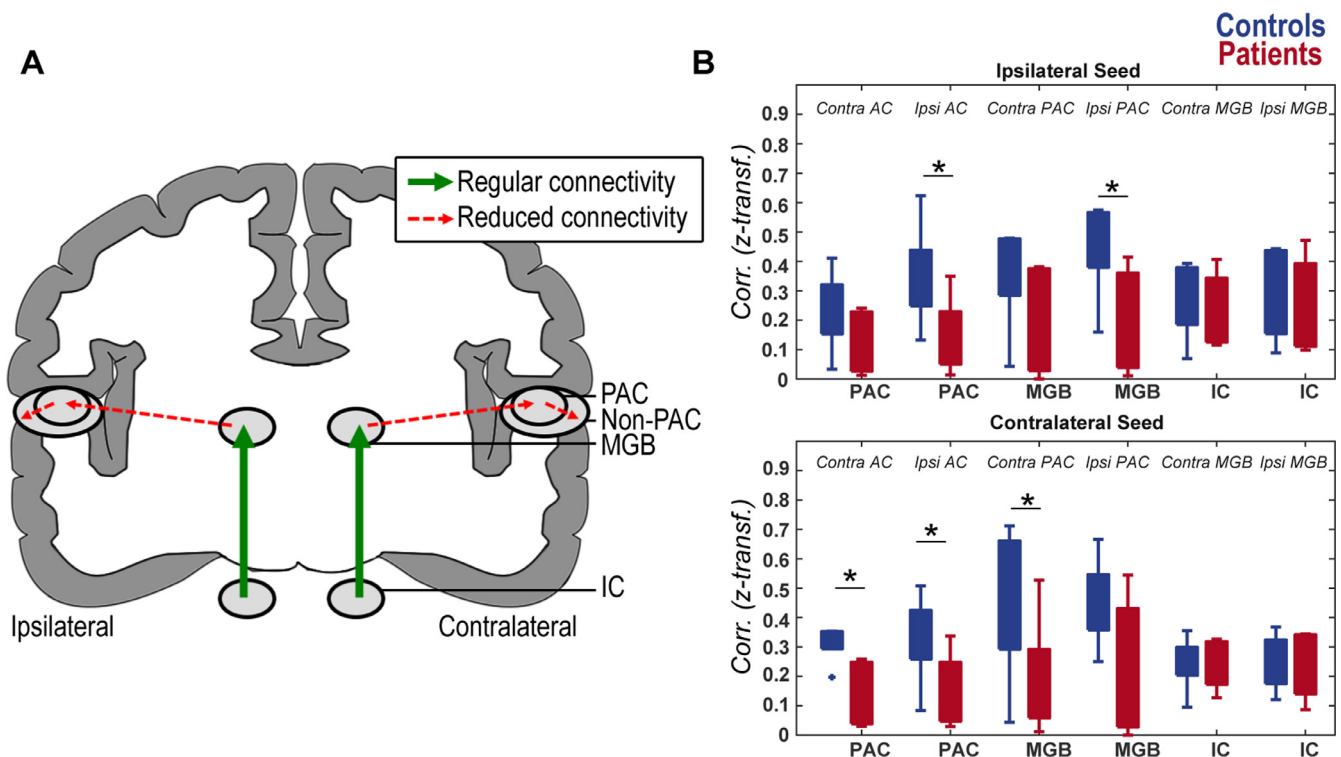 A
Regular connectivity
Reduced connectivity
PAC
Non-PAC
MGB
IC
Ipsilateral
Contralateral
Controls
Patients
B
Ipsilateral Seed
Contra AC Ipsi AC Contra PAC Ipsi PAC Contra MGB Ipsi MGB
Corr. (z-transf.)
0.9
0.8
0.7
0.6
0.5
0.4
0.3
0.2
0.1
0
* *
PAC PAC MGB MGB IC IC
Contralateral Seed
Contra AC Ipsi AC Contra PAC Ipsi PAC Contra MGB Ipsi MGB
Corr. (z-transf.)
0.9
0.8
0.7
0.6
0.5
0.4
0.3
0.2
0.1
0
* * *
PAC PAC MGB MGB IC IC